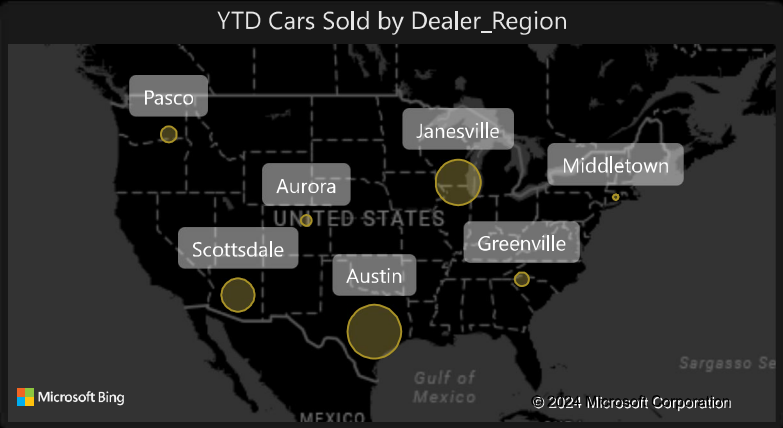 YTD Cars Sold by Dealer_Region
Pasco
Janesville
Middletown
Aurora
UNITED STATES
Scottsdale
Greenville
Austin
Sargasso Se
Gulf of
Mexico
Microsoft Bing
© 2024 Microsoft Corporation
MEXICO